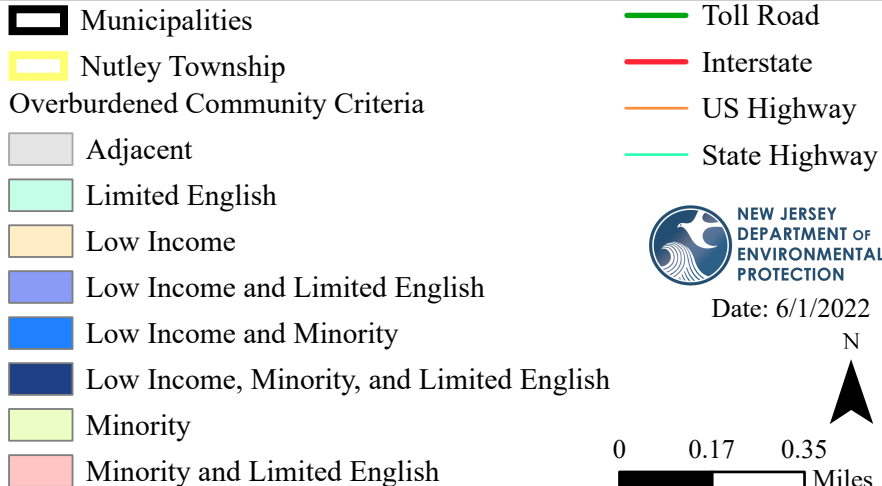 Municipalities
Nutley Township
Overburdened Community Criteria
Adjacent
Limited English
Low Income
Low Income and Limited English
Low Income and Minority
Low Income, Minority, and Limited English
Minority
Minority and Limited English
Toll Road
Interstate
US Highway
State Highway
NEW JERSEY
DEPARTMENT OF
ENVIRONMENTAL
PROTECTION
Date: 6/1/2022
N
0 0.17 0.35
Miles